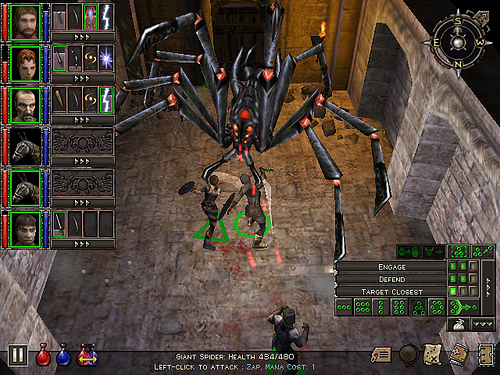 S
E
W
N
ENGAGE
DEFEND
TARGET CLOSEST
GIANT SPIDER: HEALTH 434/480
LEFT-CLICK TO ATTACK : ZAP, MANA COST: 1